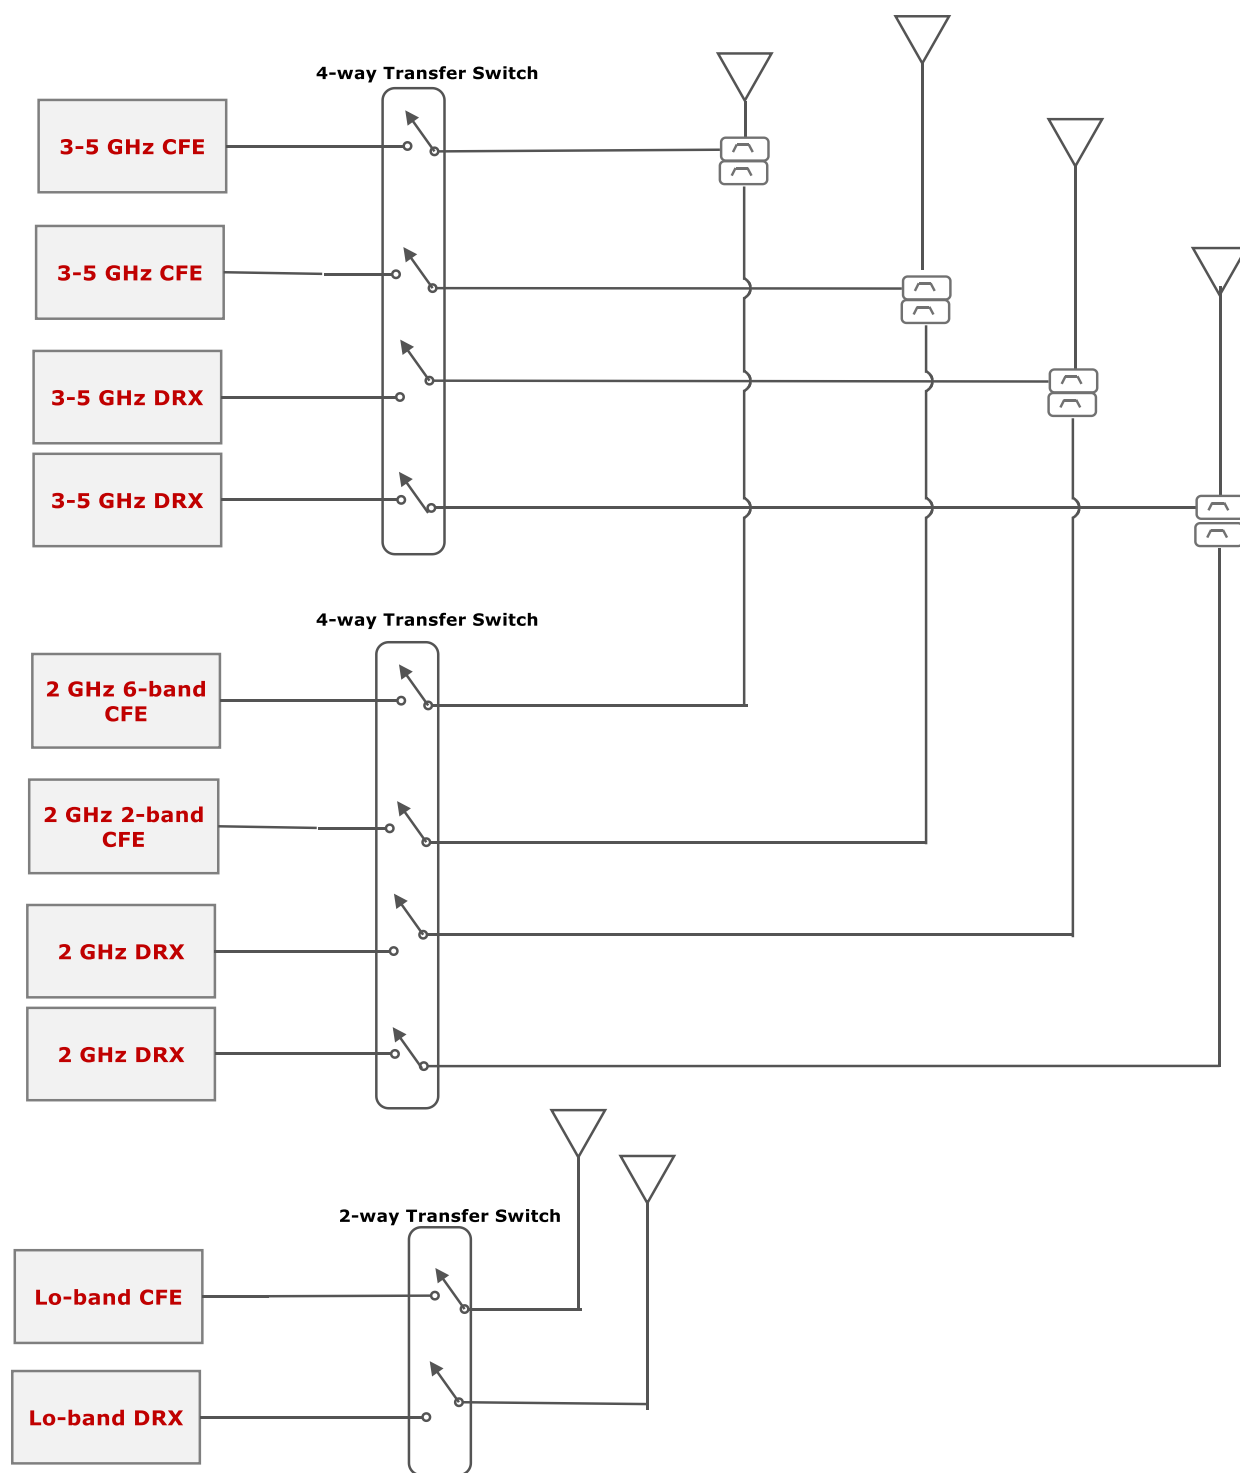 4-way Transfer Switch
3-5 GHz CFE
3-5 GHz CFE
3-5 GHz DRX
3-5 GHz DRX
4-way Transfer Switch
2 GHz 6-band
CFE
2 GHz 2-band
CFE
2 GHz DRX
2 GHz DRX
2-way Transfer Switch
Lo-band CFE
Lo-band DRX